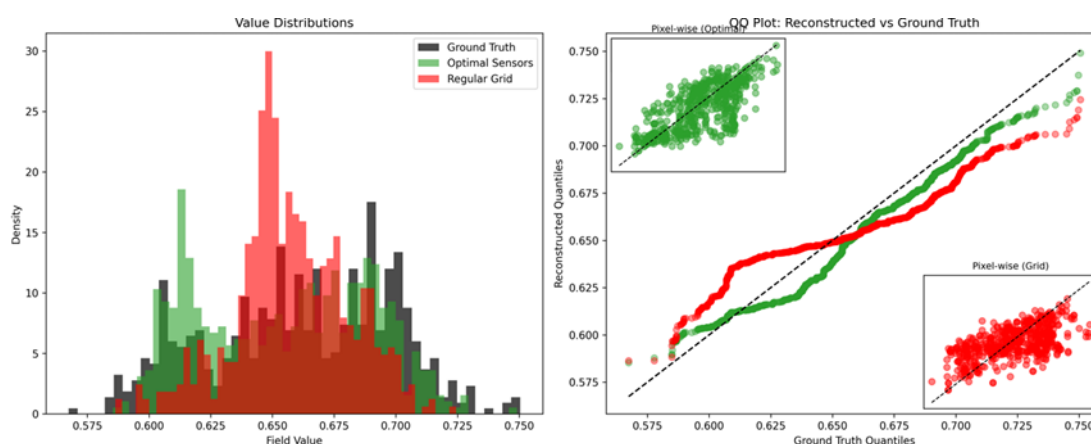 Value Distributions
30
25
20
15
10
5
0
Density
0.575 0.600 0.625 0.650 0.675 0.700 0.725 0.750
Field Value
Ground Truth
Optimal Sensors
Regular Grid
QQ Plot: Reconstructed vs Ground Truth
Pixel-wise (Optimal)
0.750
0.725
0.700
0.675
0.650
0.625
0.600
0.575
Reconstructed Quantiles
Pixel-wise (Grid)
0.575 0.600 0.625 0.650 0.675 0.700 0.725 0.750
Ground Truth Quantiles